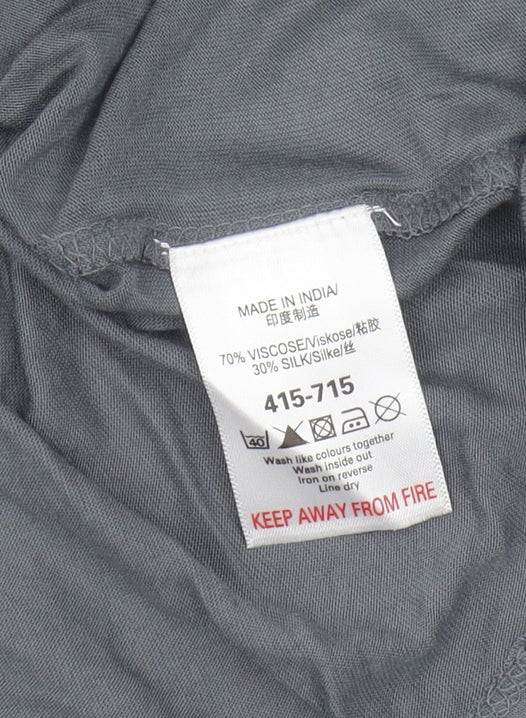 MADE IN INDIA/
印度制造
70% VISCOSE/Viskose/粘胶
30% SILK/Silke/丝
415-715
40
Wash like colours together
Wash inside out
Iron on reverse
Line dry
KEEP AWAY FROM FIRE